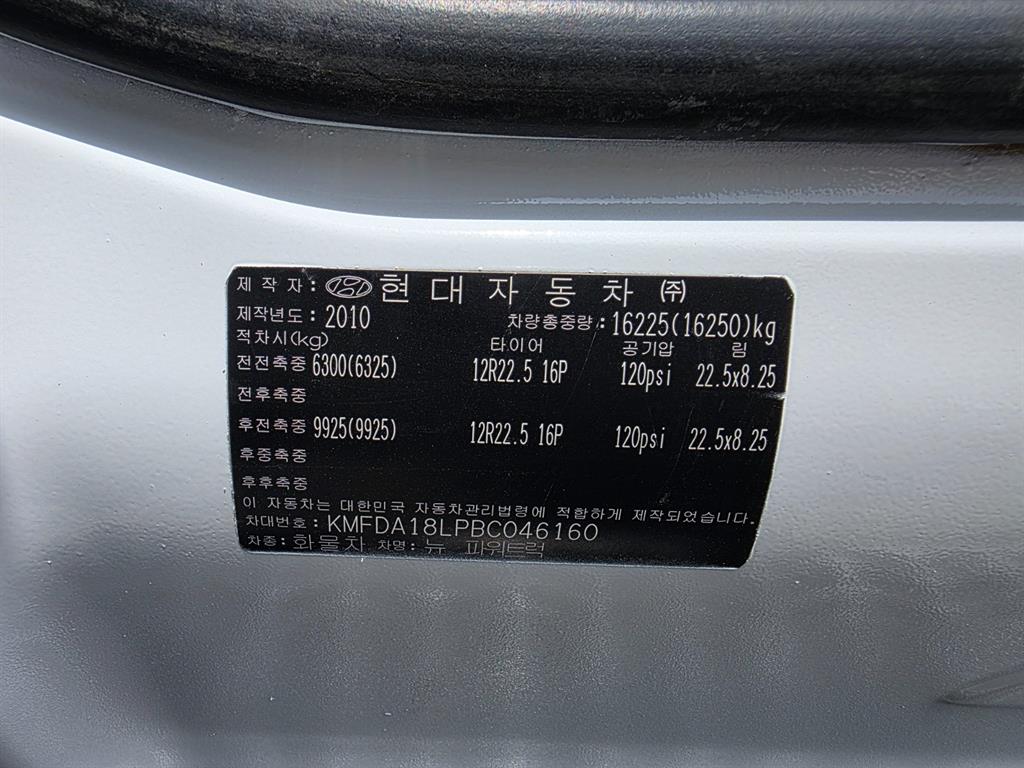 제 작 자 : 현 대 자 동 차 ㈜
제작년도 : 2010 차량총중량 : 16225(16250)kg
적차시(kg) 타이어 공기압 림
전전축중 6300(6325) 12R22.5 16P 120psi 22.5x8.25
전후축중
후전축중 9925(9925) 12R22.5 16P 120psi 22.5x8.25
후중축중
후후축중
이 자동차는 대한민국 자동차관리법령에 적합하게 제작되었습니다.
차대번호 : KMFDA18LPBC046160
차종 : 화물차 차명 : 뉴 파워트럭